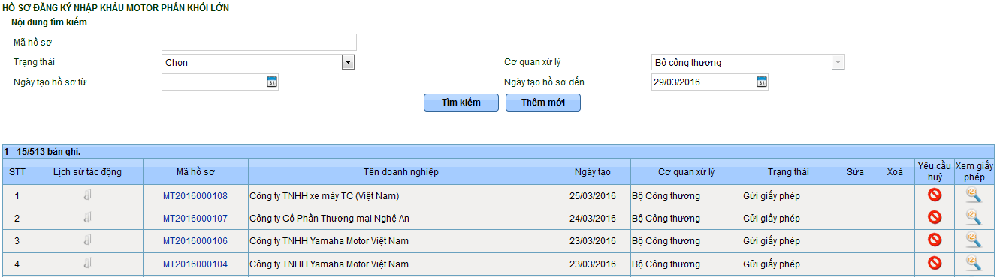 HỒ SƠ ĐĂNG KÝ NHẬP KHẨU MOTOR PHÂN KHỐI LỚN
Nội dung tìm kiếm
Mã hồ sơ
Trạng thái Chọn Cơ quan xử lý Bộ công thương
Ngày tạo hồ sơ từ 31 Ngày tạo hồ sơ đến 29/03/2016 31
Tìm kiếm Thêm mới
1 - 15/513 bản ghi.
STT Lịch sử tác động Mã hồ sơ Tên doanh nghiệp Ngày tạo Cơ quan xử lý Trạng thái Sửa Xoá Yêu cầu huỷ Xem giấy phép
1 MT2016000108 Công ty TNHH xe máy TC (Việt Nam) 25/03/2016 Bộ Công thương Gửi giấy phép
2 MT2016000107 Công ty Cổ Phần Thương mại Nghệ An 24/03/2016 Bộ Công thương Gửi giấy phép
3 MT2016000106 Công ty TNHH Yamaha Motor Việt Nam 23/03/2016 Bộ Công thương Gửi giấy phép
4 MT2016000104 Công ty TNHH Yamaha Motor Việt Nam 23/03/2016 Bộ Công thương Gửi giấy phép